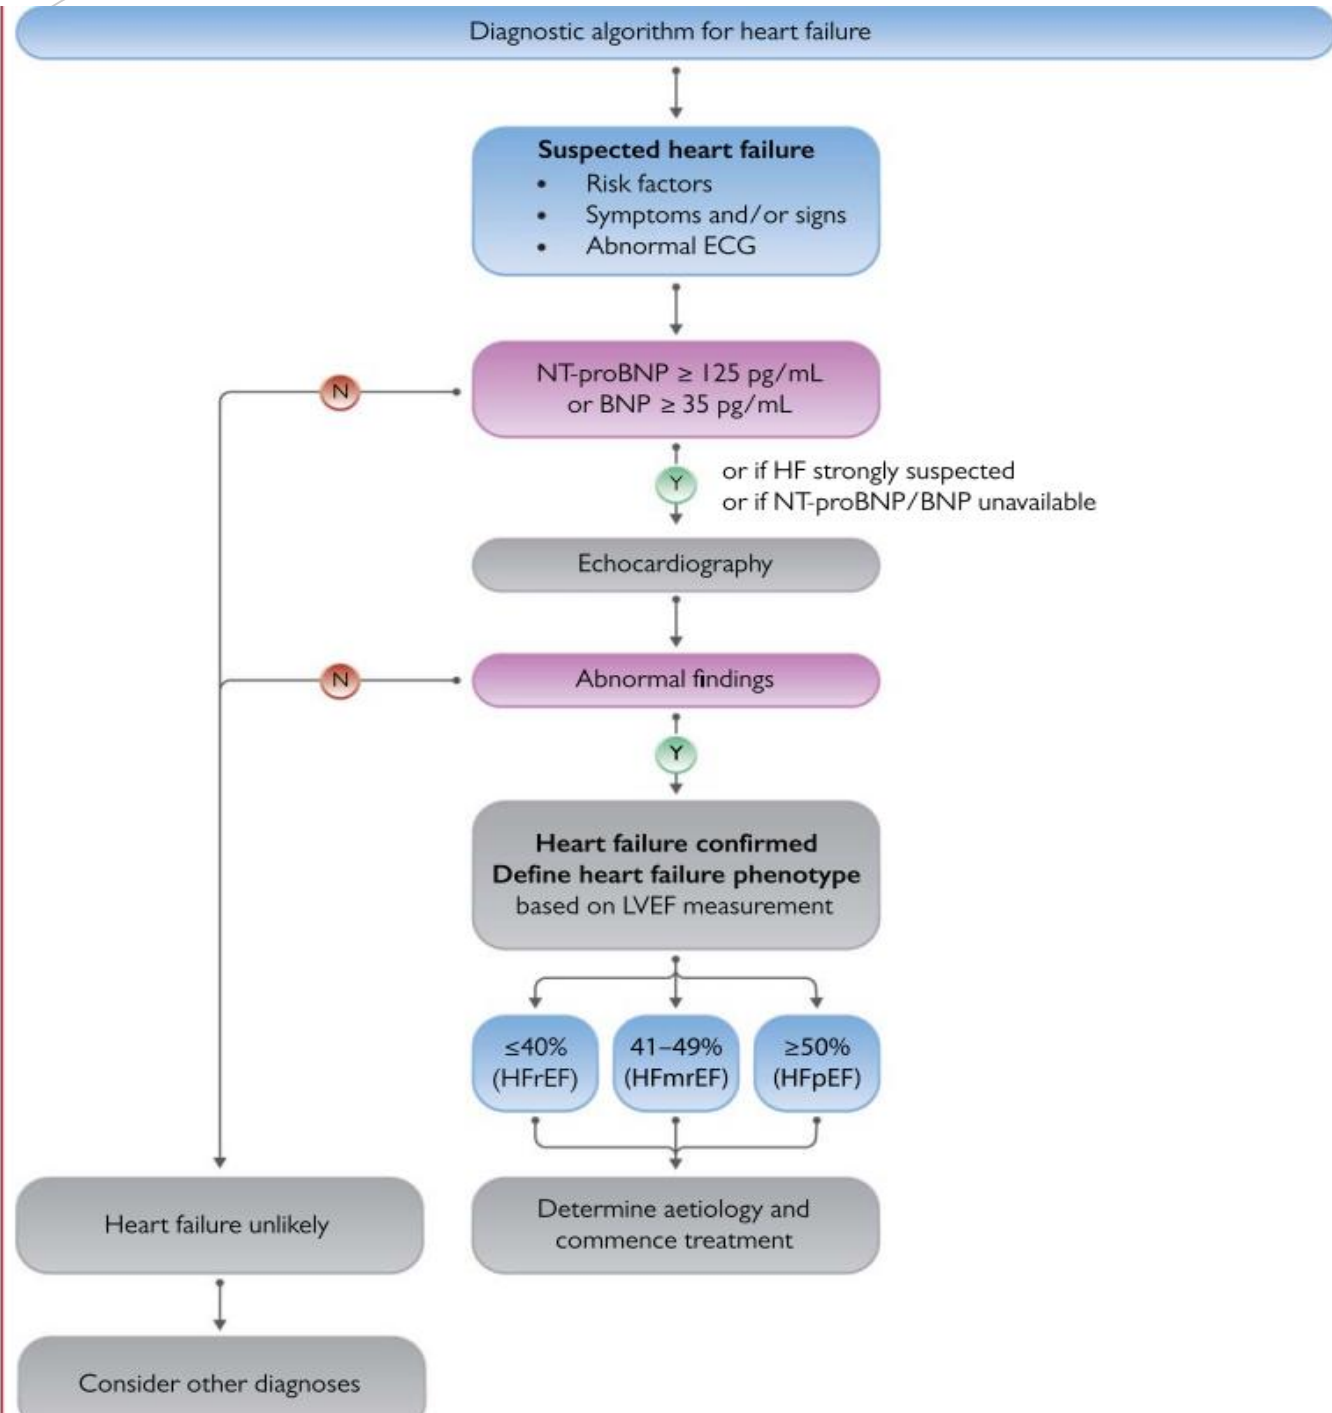 Diagnostic algorithm for heart failure
Suspected heart failure
• Risk factors
• Symptoms and/or signs
• Abnormal ECG
NT-proBNP ≥ 125 pg/mL
or BNP ≥ 35 pg/mL
N
Y
or if HF strongly suspected
or if NT-proBNP/BNP unavailable
Echocardiography
Abnormal findings
N
Y
Heart failure confirmed
Define heart failure phenotype
based on LVEF measurement
≤40%
(HFrEF)
41–49%
(HFmrEF)
≥50%
(HFpEF)
Heart failure unlikely
Determine aetiology and
commence treatment
Consider other diagnoses